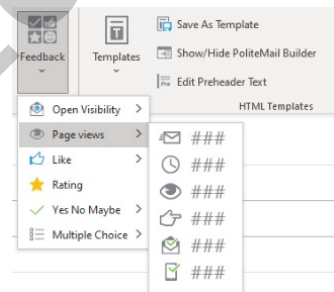 Feedback
Templates
Save As Template
Show/Hide PoliteMail Builder
Edit Preheader Text
HTML Templates
Open Visibility >
Page views >
Like >
Rating
Yes No Maybe >
Multiple Choice >
###
###
###
###
###
###